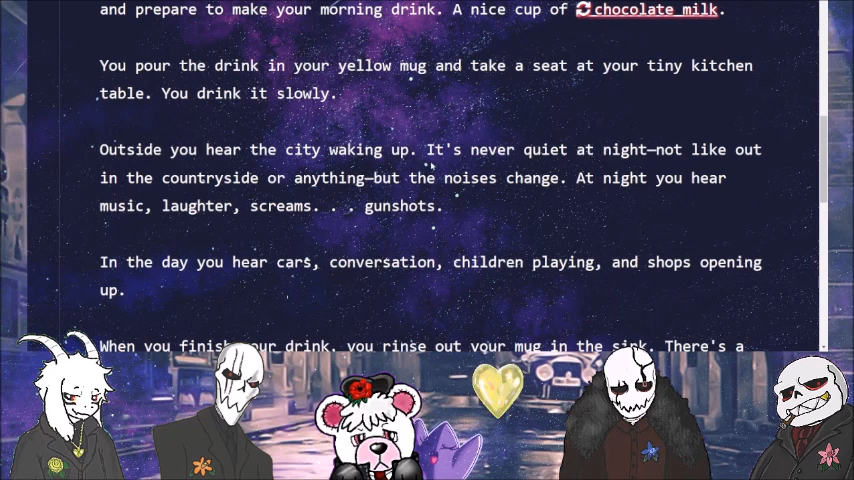 and prepare to make your morning drink. A nice cup of chocolate milk.
You pour the drink in your yellow mug and take a seat at your tiny kitchen
table. You drink it slowly.
Outside you hear the city waking up. It's never quiet at night—not like out
in the countryside or anything—but the noises change. At night you hear
music, laughter, screams. . . gunshots.
In the day you hear cars, conversation, children playing, and shops opening
up.
When you finish your drink, you rinse out your mug in the sink. There's a